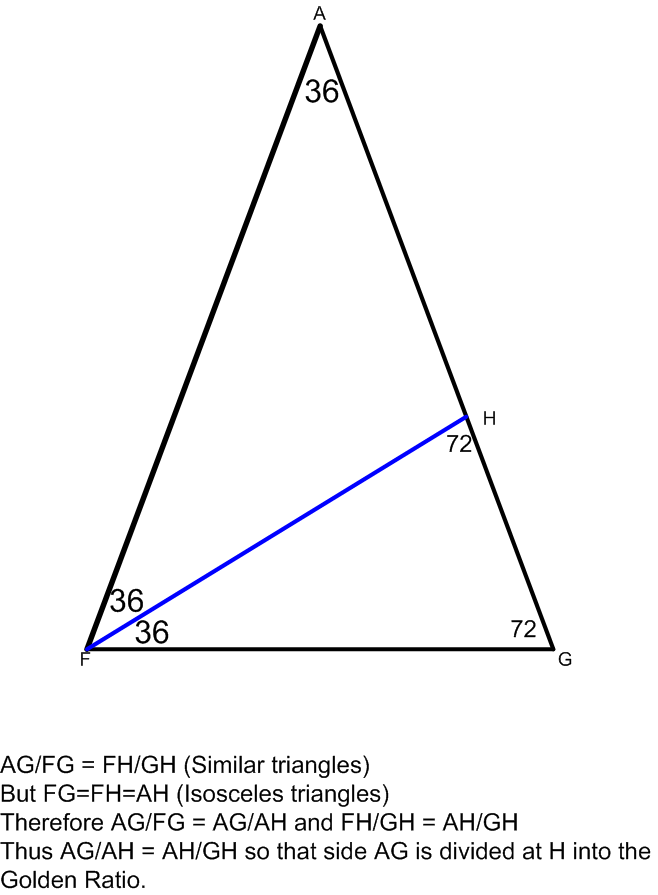 A
36
H
72
36
36
72
F
G
AG/FG = FH/GH (Similar triangles)
But FG=FH=AH (Isosceles triangles)
Therefore AG/FG = AG/AH and FH/GH = AH/GH
Thus AG/AH = AH/GH so that side AG is divided at H into the
Golden Ratio.